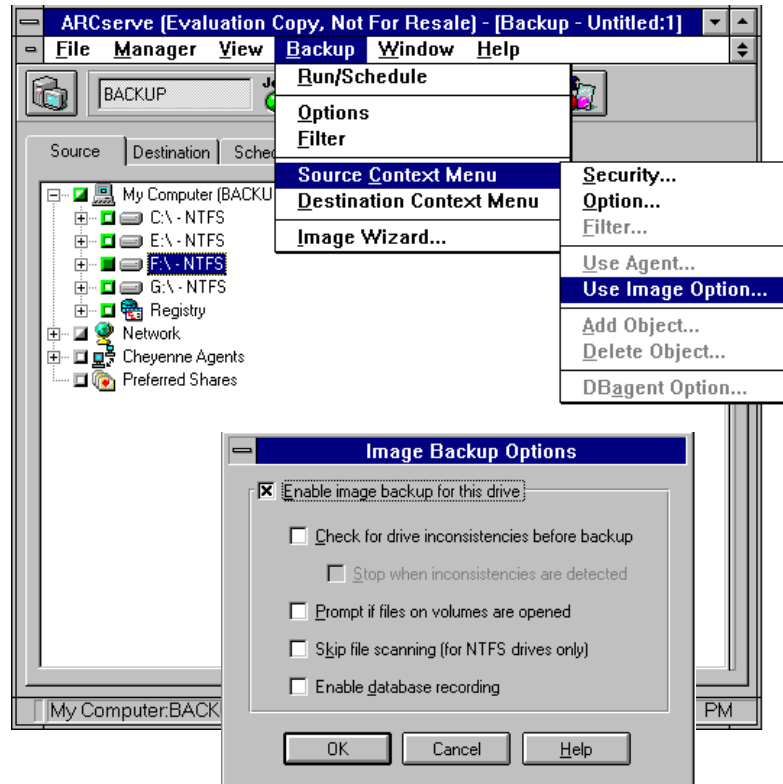 ARCserve (Evaluation Copy, Not For Resale) - [Backup - Untitled:1]
File Manager View Backup Window Help
Run/Schedule
BACKUP
Options
Filter
Source Destination Sched
Source Context Menu
Destination Context Menu
Image Wizard...
Security...
Option...
Filter...
Use Agent...
Use Image Option...
Add Object...
Delete Object...
DBagent Option...
My Computer (BACKU
C:\ - NTFS
E:\ - NTFS
F:\ - NTFS
G:\ - NTFS
Registry
Network
Cheyenne Agents
Preferred Shares
Image Backup Options
Enable image backup for this drive
Check for drive inconsistencies before backup
Stop when inconsistencies are detected
Prompt if files on volumes are opened
Skip file scanning (for NTFS drives only)
Enable database recording
OK Cancel Help
My Computer:BACK PM